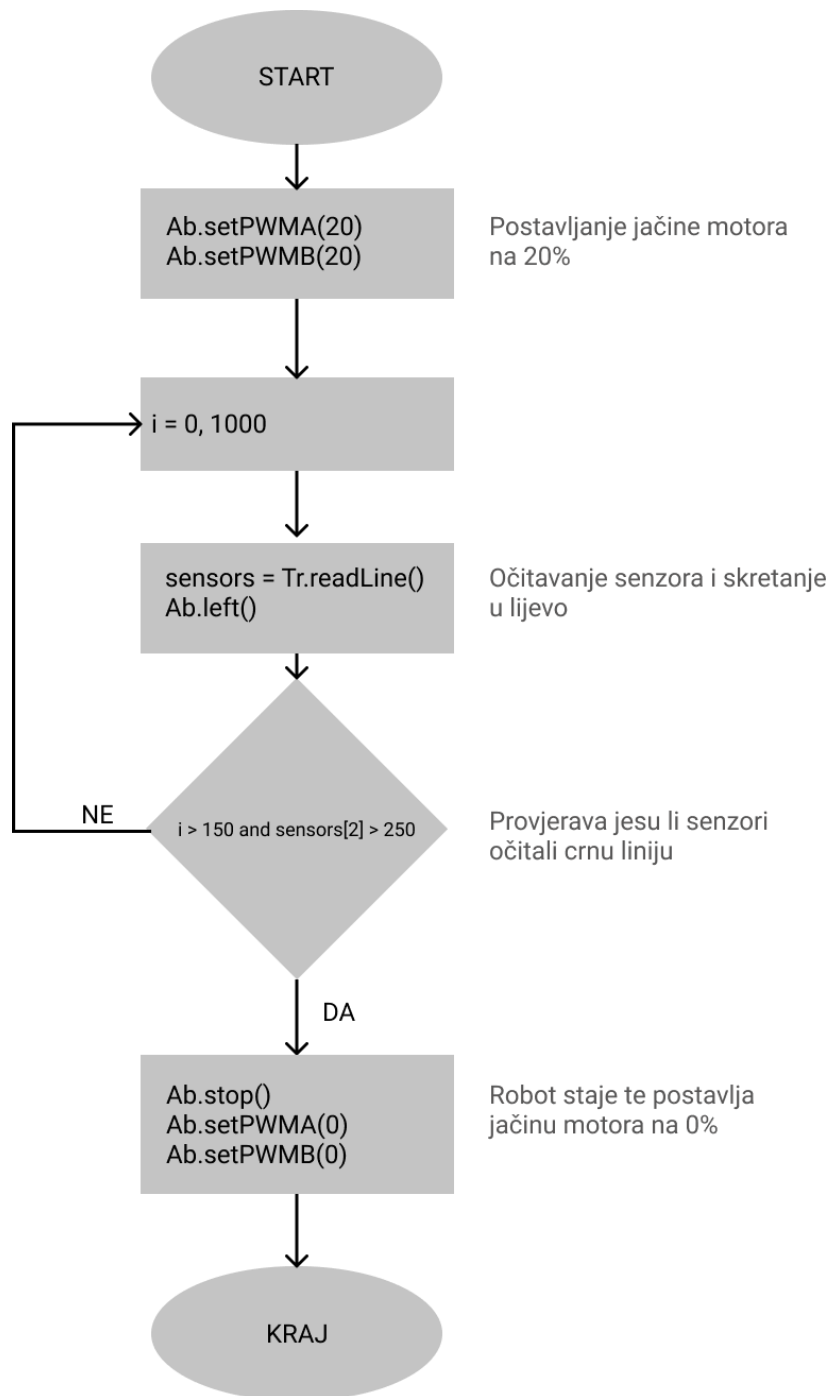 START
Ab.setPWMA(20)
Ab.setPWMB(20)
Postavljanje jačine motora
na 20%
i = 0, 1000
sensors = Tr.readLine()
Ab.left()
Očitavanje senzora i skretanje
u lijevo
NE
i > 150 and sensors[2] > 250
Provjerava jesu li senzori
očitali crnu liniju
DA
Ab.stop()
Ab.setPWMA(0)
Ab.setPWMB(0)
Robot staje te postavlja
jačinu motora na 0%
KRAJ